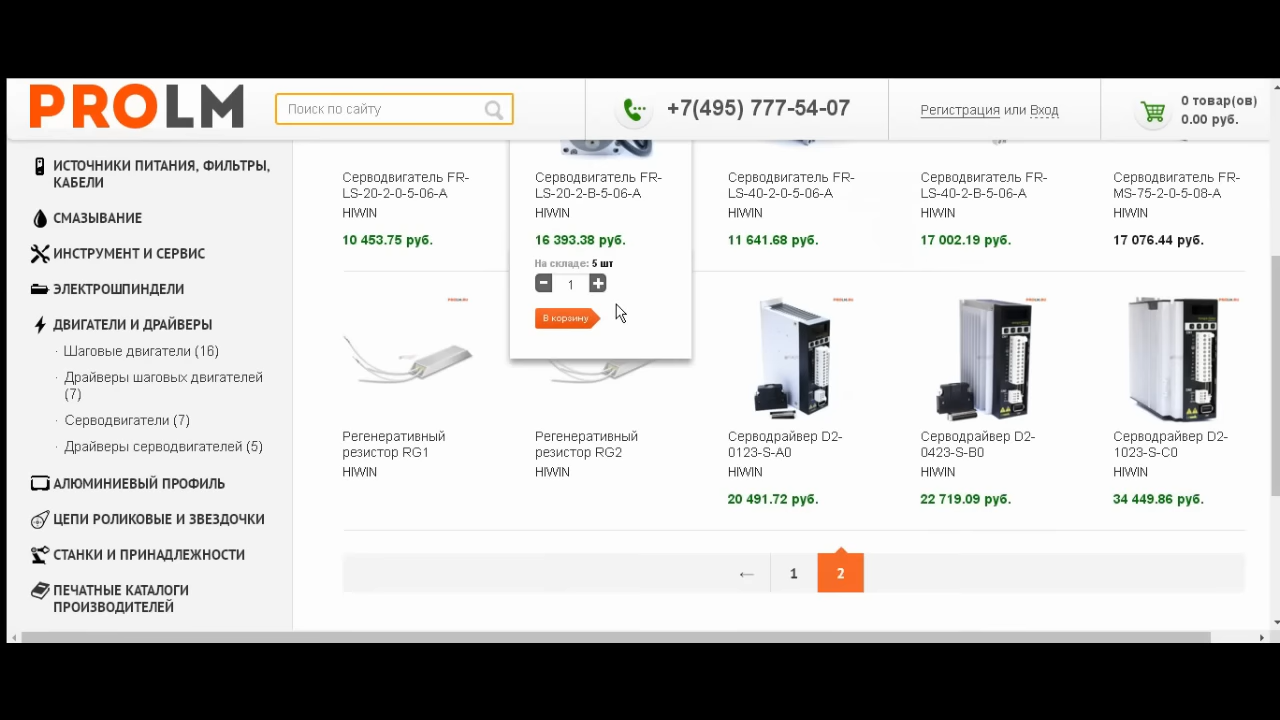 PROLM
Поиск по сайту
+7(495) 777-54-07
Регистрация или Вход
0 товар(ов)
0.00 руб.
ИСТОЧНИКИ ПИТАНИЯ, ФИЛЬТРЫ,
КАБЕЛИ
СМАЗЫВАНИЕ
ИНСТРУМЕНТ И СЕРВИС
ЭЛЕКТРОШПИНДЕЛИ
ДВИГАТЕЛИ И ДРАЙВЕРЫ
· Шаговые двигатели (16)
· Драйверы шаговых двигателей
(7)
· Серводвигатели (7)
· Драйверы серводвигателей (5)
АЛЮМИНИЕВЫЙ ПРОФИЛЬ
ЦЕПИ РОЛИКОВЫЕ И ЗВЕЗДОЧКИ
СТАНКИ И ПРИНАДЛЕЖНОСТИ
ПЕЧАТНЫЕ КАТАЛОГИ
ПРОИЗВОДИТЕЛЕЙ
Серводвигатель FR-
LS-20-2-0-5-06-A
HIWIN
10 453.75 руб.
Серводвигатель FR-
LS-20-2-B-5-06-A
HIWIN
16 393.38 руб.
На складе: 5 шт
1
В корзину
Серводвигатель FR-
LS-40-2-0-5-06-A
HIWIN
11 641.68 руб.
Серводвигатель FR-
LS-40-2-B-5-06-A
HIWIN
17 002.19 руб.
Серводвигатель FR-
MS-75-2-0-5-08-A
HIWIN
17 076.44 руб.
PROLM.RU
Регенеративный
резистор RG1
HIWIN
Регенеративный
резистор RG2
HIWIN
PROLM.RU
Серводрайвер D2-
0123-S-A0
HIWIN
20 491.72 руб.
PROLM.RU
Серводрайвер D2-
0423-S-B0
HIWIN
22 719.09 руб.
PROLM.RU
Серводрайвер D2-
1023-S-C0
HIWIN
34 449.86 руб.
← 1 2